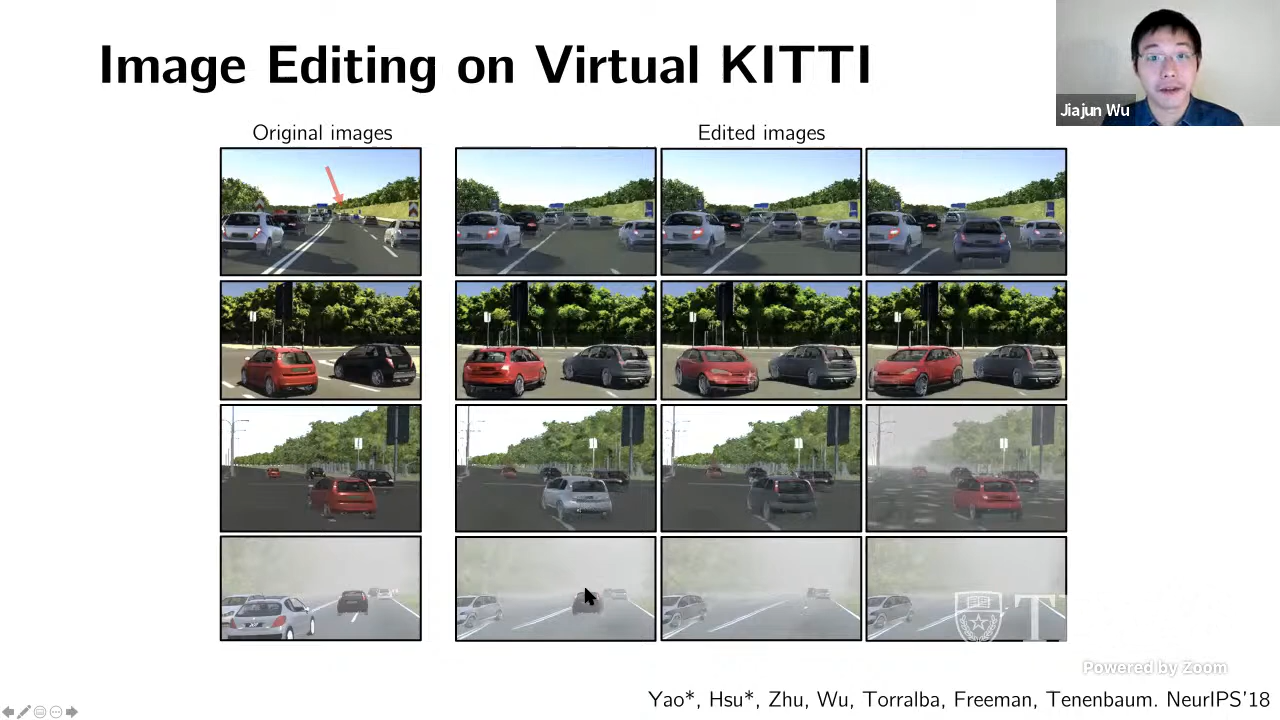 Image Editing on Virtual KITTI
Jiajun Wu
Original images
Edited images
T
Powered by Zoom
Yao*, Hsu*, Zhu, Wu, Torralba, Freeman, Tenenbaum. NeurIPS'18